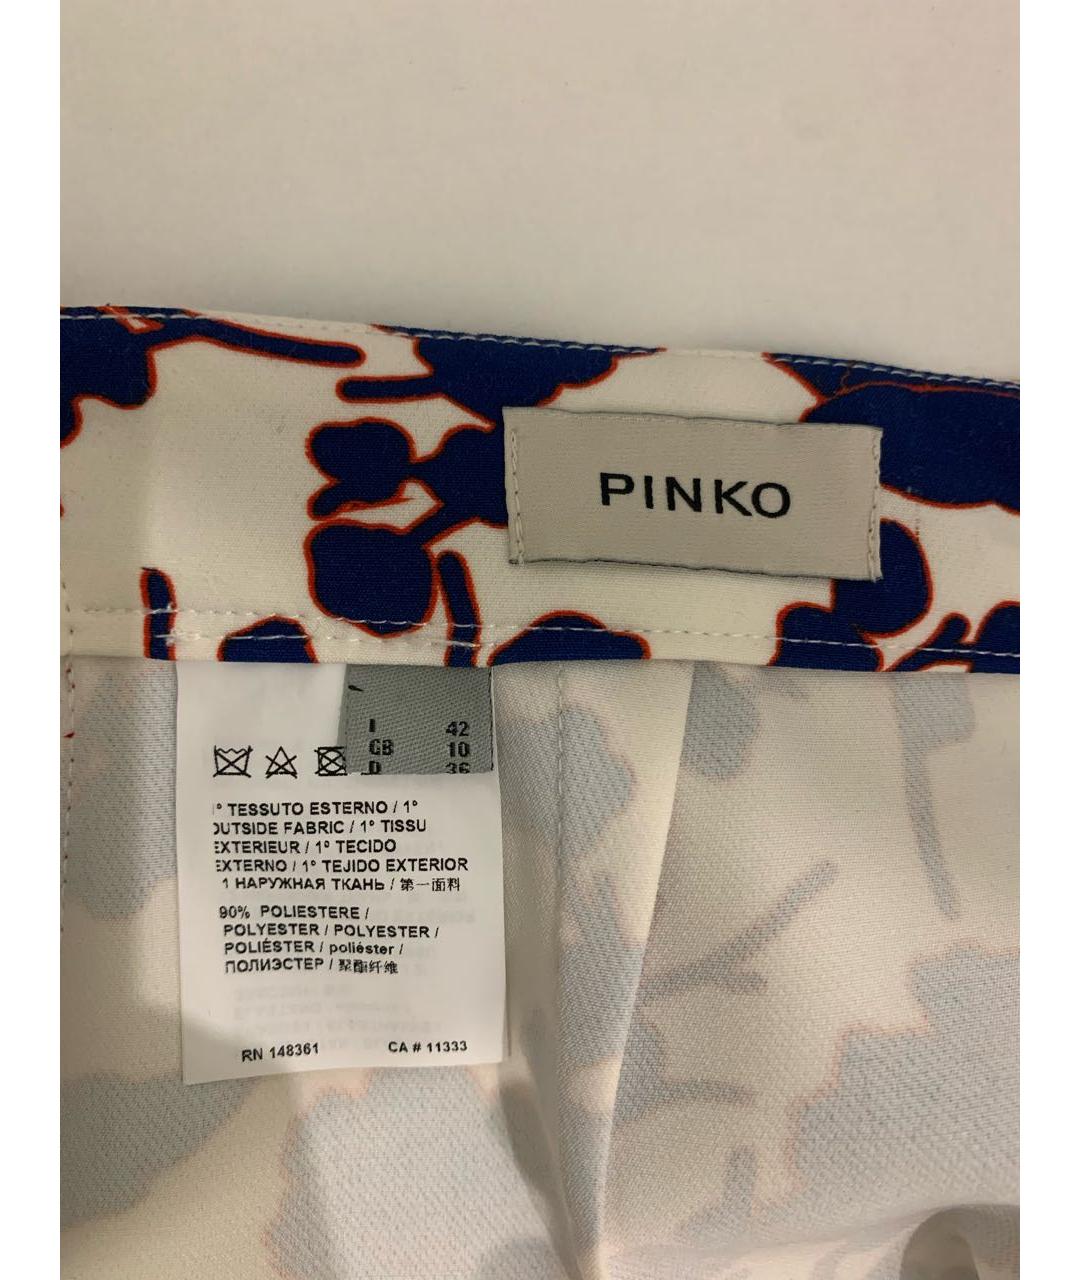 PINKO
I 42
GB 10
D 36
1° TESSUTO ESTERNO / 1°
OUTSIDE FABRIC / 1° TISSU
EXTERIEUR / 1° TECIDO
EXTERNO / 1° TEJIDO EXTERIOR
1 НАРУЖНАЯ ТКАНЬ / 第一面料
90% POLIESTERE /
POLYESTER / POLYESTER /
POLIÉSTER / poliéster /
ПОЛИЭСТЕР / 聚酯纤维
RN 148361 CA # 11333